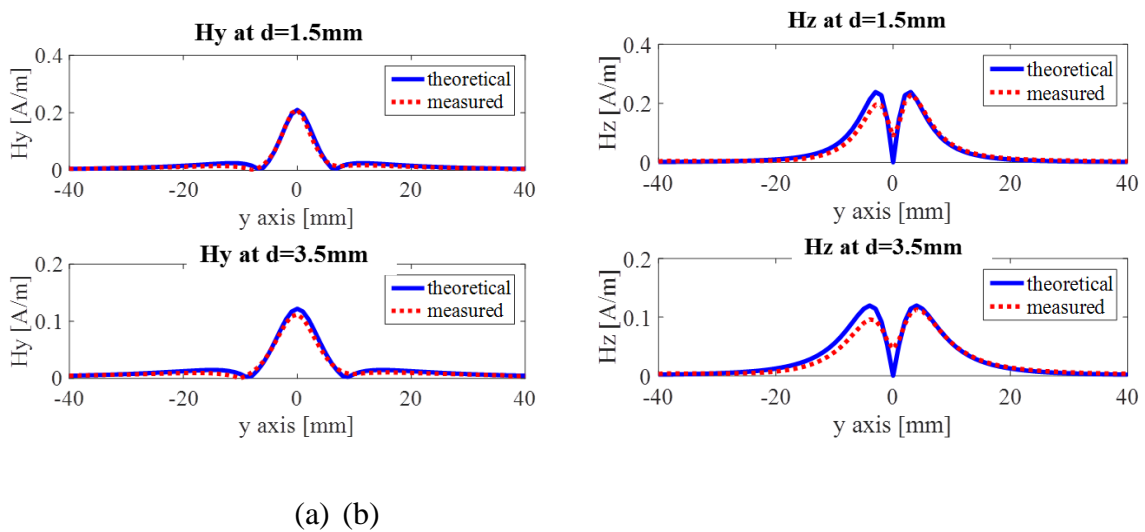 Hy at d=1.5mm
0.4
0.2
0
Hy [A/m]
theoretical
measured
-40 -20 0 20 40
y axis [mm]
Hy at d=3.5mm
0.2
0.1
0
Hy [A/m]
theoretical
measured
-40 -20 0 20 40
y axis [mm]
Hz at d=1.5mm
0.4
0.2
0
Hz [A/m]
theoretical
measured
-40 -20 0 20 40
y axis [mm]
Hz at d=3.5mm
0.2
0.1
0
Hz [A/m]
theoretical
measured
-40 -20 0 20 40
y axis [mm]
(a) (b)